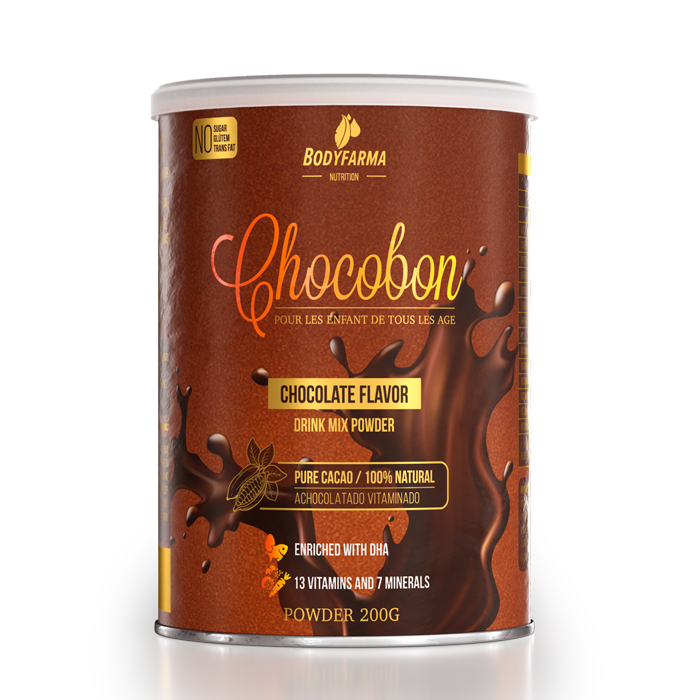 NO SUGAR
GLÚTEM
TRANS FAT
BODYFARMA
NUTRITION
Chocobon
POUR LES ENFANT DE TOUS LES AGE
CHOCOLATE FLAVOR
DRINK MIX POWDER
PURE CACAO / 100% NATURAL
ACHOCOLATADO VITAMINADO
ENRICHED WITH DHA
13 VITAMINS AND 7 MINERALS
POWDER 200G